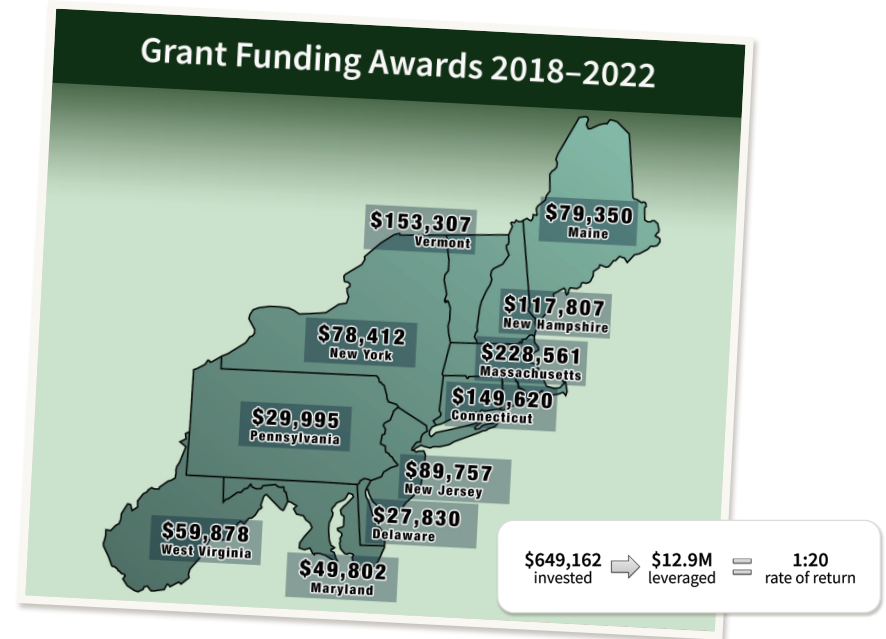 Grant Funding Awards 2018–2022
$79,350
Maine
$153,307
Vermont
$117,807
New Hampshire
$78,412
New York
$228,561
Massachusetts
$149,620
Connecticut
$29,995
Pennsylvania
$89,757
New Jersey
$27,830
Delaware
$59,878
West Virginia
$49,802
Maryland
$649,162
invested
$12.9M
leveraged
1:20
rate of return